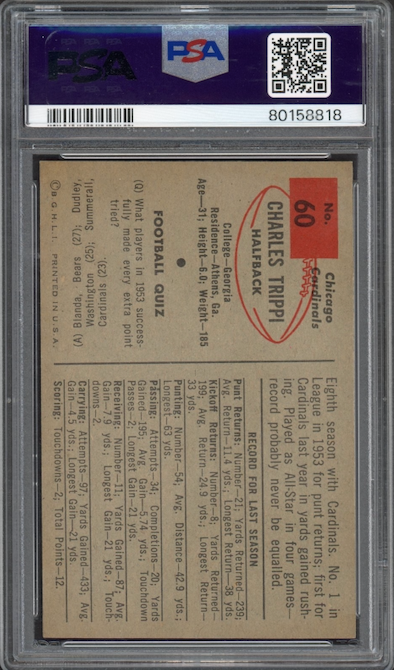 PSA
PSA
80158818
No.
60
Chicago
Cardinals
CHARLES TRIPPI
HALFBACK
College—Georgia
Residence—Athens, Ga.
Age—31; Height—6.0; Weight—185
FOOTBALL QUIZ
(Q) What players in 1953 success-
fully made every extra point
tried?
(A) Blanda, Bears (27); Dudley,
Washington (25); Summerall,
Cardinals (23).
©B.G.H.L.I. PRINTED IN U.S.A.
Eighth season with Cardinals. No. 1 in
League in 1953 for punt returns; first for
Cardinals last year in yards gained rush-
ing. Played as All-Star in four games—
record probably never be equalled.
RECORD FOR LAST SEASON
Punt Returns: Number—21; Yards Returned—239;
Avg. Return—11.4 yds.; Longest Return—38 yds.
Kickoff Returns: Number—8; Yards Returned—
199; Avg. Return—24.9 yds.; Longest Return—
33 yds.
Punting: Number—54, Avg. Distance—42.9 yds.;
Longest—63 yds.
Passing: Attempts—34, Completions—20, Yards
Gained—195; Avg. Gain—5.74 yds.; Touchdown
Passes—2; Longest Gain—21 yds.
Receiving: Number—11, Yards Gained—87; Avg.
Gain—7.9 yds.; Longest Gain—21 yds.; Touch-
downs—2.
Carrying: Attempts—97, Yards Gained—433; Avg.
Gain—4.5 yds.; Longest Gain—21 yds.
Scoring: Touchdowns—2; Total Points—12.